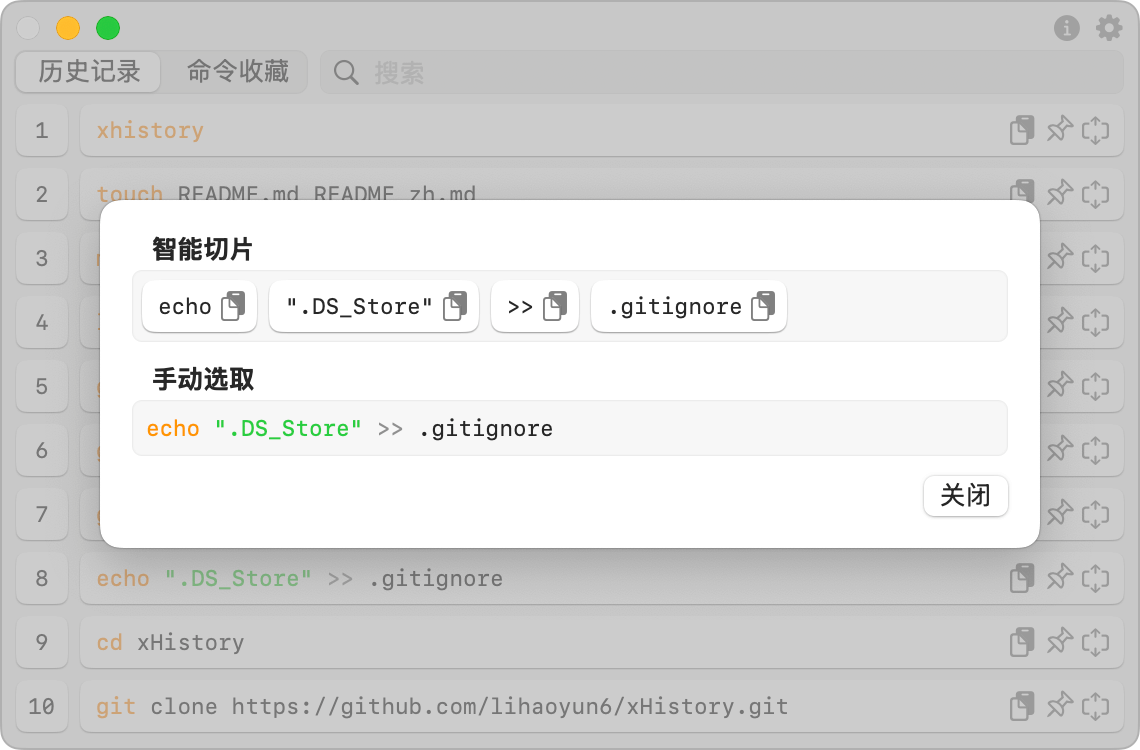 历史记录 命令收藏 搜索
1 xhistory
2 touch README.md README_zh.md
3
智能切片
echo ".DS_Store" >> .gitignore
4
手动选取
5
echo ".DS_Store" >> .gitignore
6
关闭
7
8 echo ".DS_Store" >> .gitignore
9 cd xHistory
10 git clone https://github.com/lihaoyun6/xHistory.git